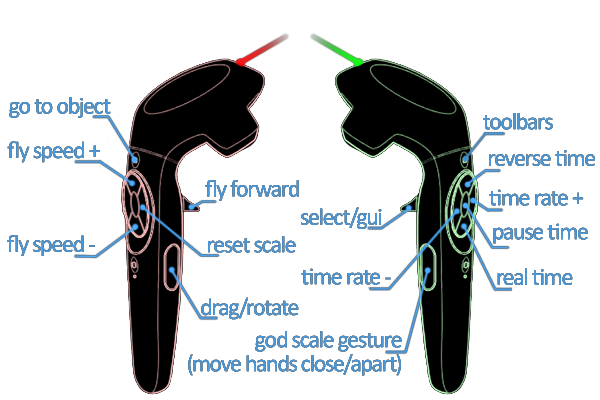 go to object
fly speed +
fly forward
fly speed -
reset scale
drag/rotate
toolbars
reverse time
time rate +
select/gui
pause time
time rate -
real time
god scale gesture
(move hands close/apart)